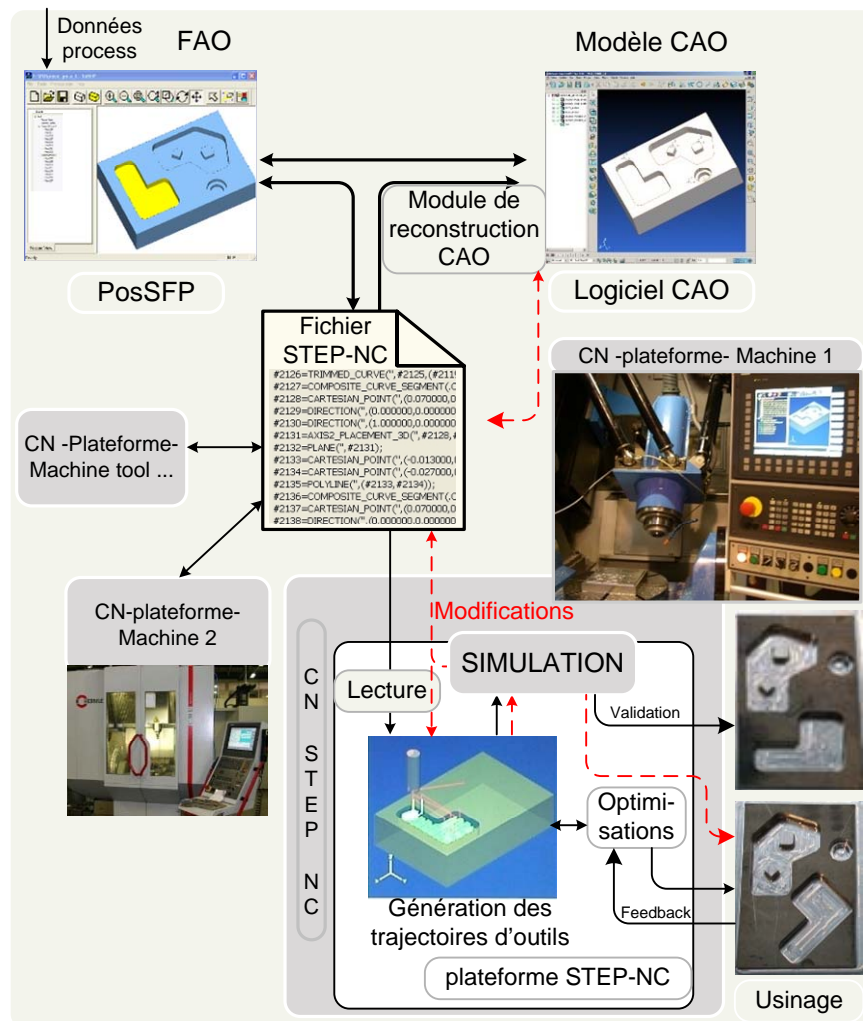 Données
process
FAO
Modèle CAO
Module de
reconstruction
CAO
PosSFP
Logiciel CAO
Fichier
STEP-NC
#2126=TRIMMED_CURVE('',#2125,(#2115
#2127=COMPOSITE_CURVE_SEGMENT(.C
#2128=CARTESIAN_POINT('',(0.070000,0
#2129=DIRECTION('',(0.000000,0.000000
#2130=DIRECTION('',(1.000000,0.000000
#2131=AXIS2_PLACEMENT_3D('',#2128,#
#2132=PLANE('',#2131);
#2133=CARTESIAN_POINT('',(-0.013000,
#2134=CARTESIAN_POINT('',(-0.027000,
#2135=POLYLINE('',(#2133,#2134));
#2136=COMPOSITE_CURVE_SEGMENT(.C
#2137=CARTESIAN_POINT('',(0.070000,0
#2138=DIRECTION('',(0.000000,0.000000
CN -plateforme- Machine 1
CN -Plateforme-
Machine tool ...
CN-plateforme-
Machine 2
Modifications
CN STEP NC
SIMULATION
Lecture
Validation
Optimi-
sations
Feedback
Génération des
trajectoires d'outils
plateforme STEP-NC
Usinage